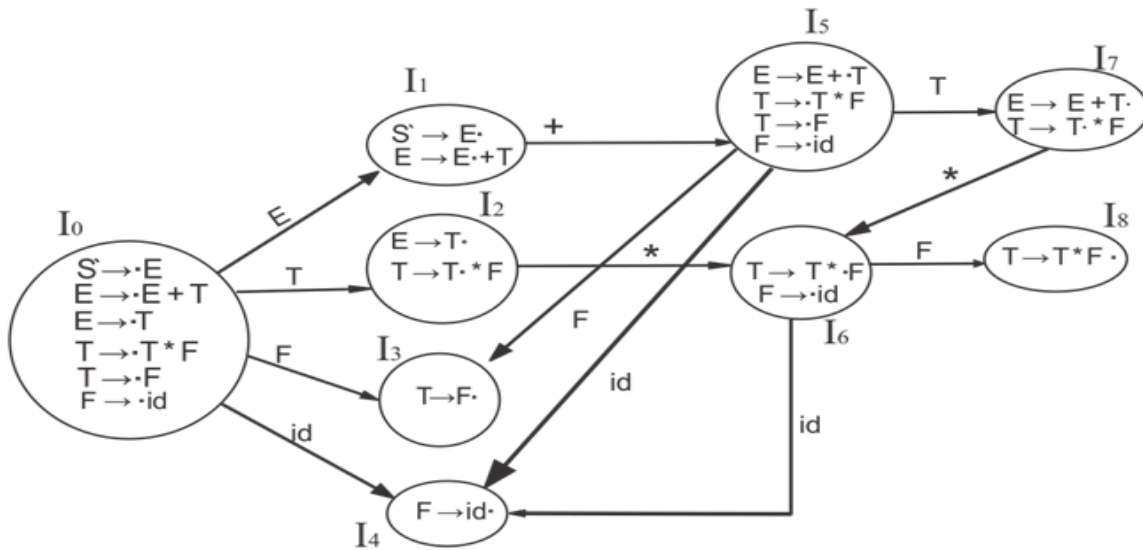 I0
S` → ·E
E → ·E + T
E → ·T
T → ·T * F
T → ·F
F → ·id
E
T
F
id
I1
S` → E·
E → E· + T
+
I2
E → T·
T → T· * F
*
I3
T → F·
I4
F → id·
I5
E → E + ·T
T → ·T * F
T → ·F
F → ·id
T
F
id
I7
E → E + T·
T → T· * F
*
I6
T → T * ·F
F → ·id
F
id
I8
T → T * F ·